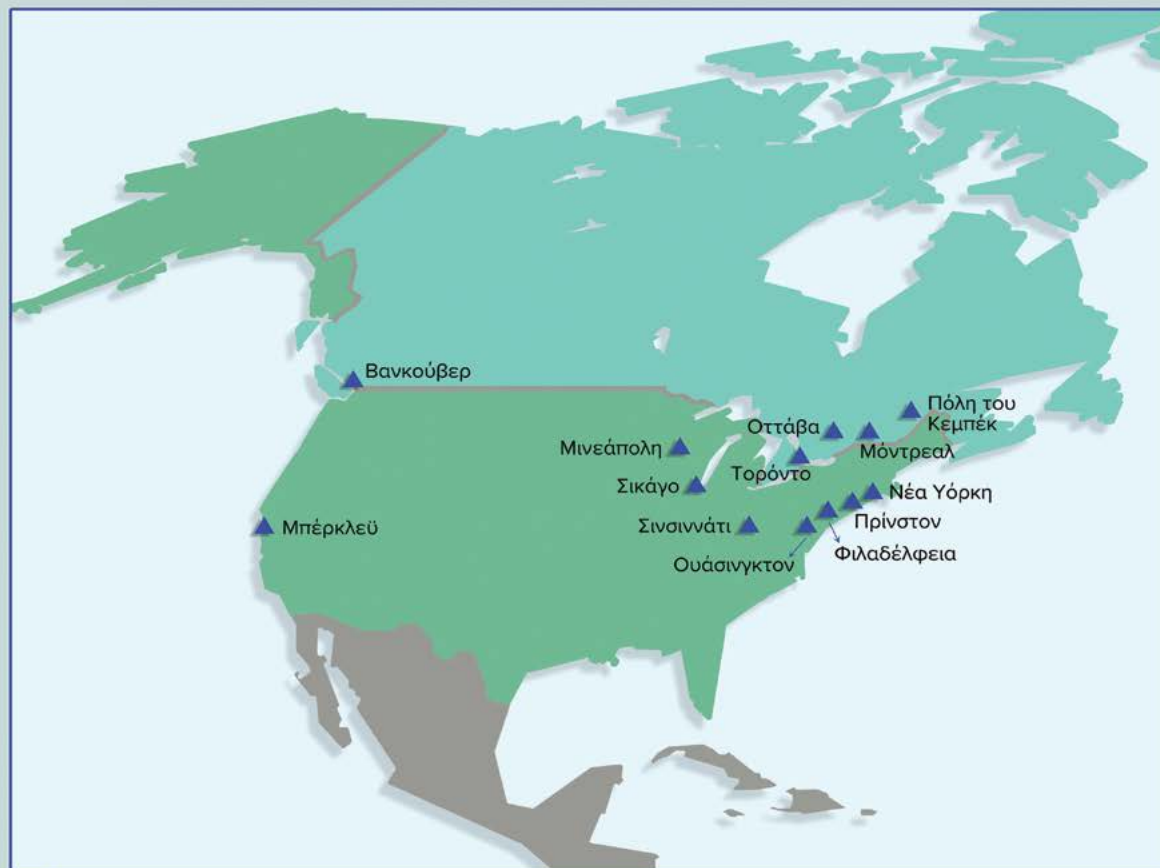 Βανκούβερ
Πόλη του
Κεμπέκ
Οττάβα
Μόντρεαλ
Μινεάπολη
Τορόντο
Σικάγο
Νέα Υόρκη
Πρίνστον
Μπέρκλεϋ
Σινσιννάτι
Φιλαδέλφεια
Ουάσινγκτον